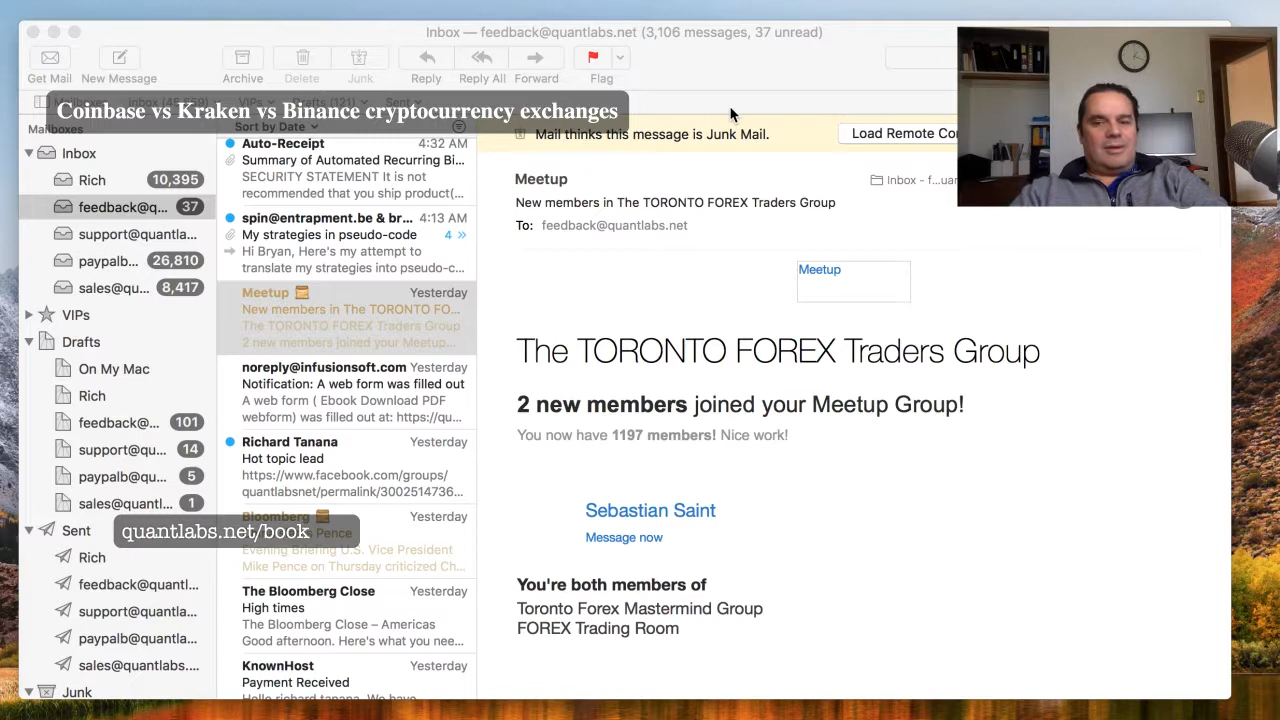 Inbox — feedback@quantlabs.net (3,106 messages, 37 unread)
Get Mail
New Message
Archive
Delete
Junk
Reply
Reply All
Forward
Flag
Coinbase vs Kraken vs Binance cryptocurrency exchanges
Mailboxes
Sort by Date
Inbox
Rich 10,395
feedback@q... 37
support@quantla...
paypalb... 26,810
sales@qu... 8,417
VIPs
Drafts
On My Mac
Rich
feedback@... 101
support@qu... 14
paypalb@qu... 5
sales@quantl... 1
Sent
quantlabs.net/book
Rich
feedback@quantl...
support@quantla...
paypalb@quantla...
sales@quantlabs....
Junk
Auto-Receipt 4:32 AM
Summary of Automated Recurring Bi...
SECURITY STATEMENT It is not
recommended that you ship product(...
spin@entrapment.be & br... 4:13 AM
My strategies in pseudo-code 4
Hi Bryan, Here's my attempt to
translate my strategies into pseudo-c...
Meetup Yesterday
New members in The TORONTO FO...
The TORONTO FOREX Traders Group
2 new members joined your Meetup...
noreply@infusionsoft.com Yesterday
Notification: A web form was filled out
A web form ( Ebook Download PDF
webform) was filled out at: https://qu...
Richard Tanana Yesterday
Hot topic lead
https://www.facebook.com/groups/
quantlabsnet/permalink/3002514736...
Bloomberg Yesterday
Pence
Evening Briefing U.S. Vice President
Mike Pence on Thursday criticized Ch...
The Bloomberg Close Yesterday
High times
The Bloomberg Close – Americas
Good afternoon. Here's what you nee...
KnownHost Yesterday
Payment Received
Mail thinks this message is Junk Mail.
Load Remote Con
Meetup
Inbox - f...uan
New members in The TORONTO FOREX Traders Group
To: feedback@quantlabs.net
Meetup
The TORONTO FOREX Traders Group
2 new members joined your Meetup Group!
You now have 1197 members! Nice work!
Sebastian Saint
Message now
You're both members of
Toronto Forex Mastermind Group
FOREX Trading Room